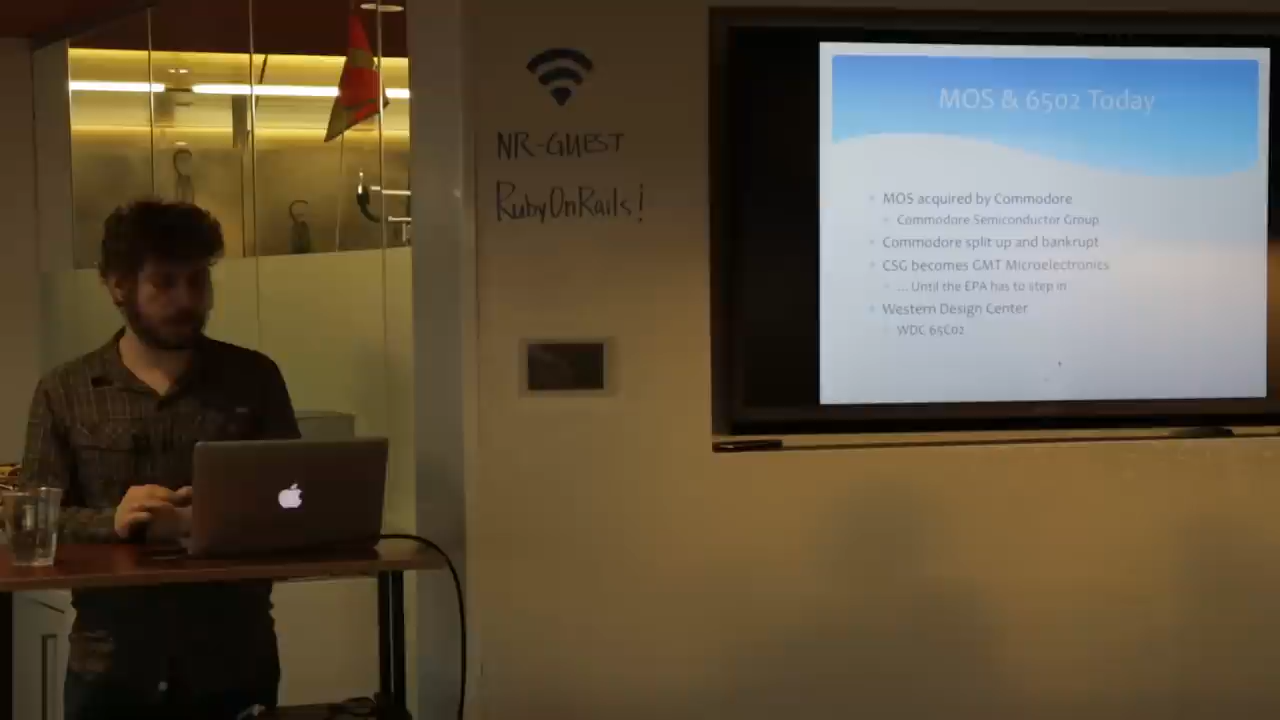 NR-GUEST
RubyOnRails!
MOS & 6502 Today
MOS acquired by Commodore
Commodore Semiconductor Group
Commodore split up and bankrupt
CSG becomes GMT Microelectronics
... Until the EPA has to step in
Western Design Center
WDC 65C02